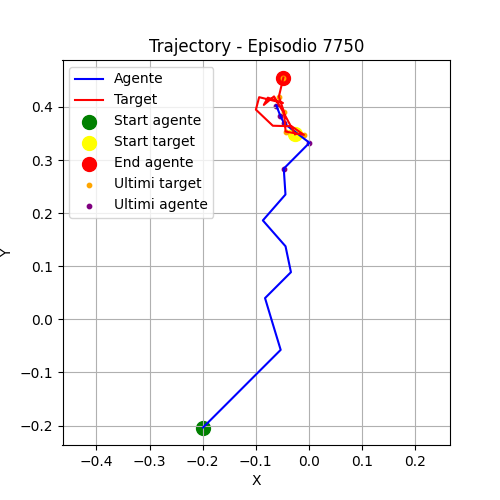 Trajectory - Episodio 7750
Agente
Target
Start agente
Start target
End agente
Ultimi target
Ultimi agente
Y
0.4
0.3
0.2
0.1
0.0
−0.1
−0.2
−0.4
−0.3
−0.2
−0.1
0.0
0.1
0.2
X